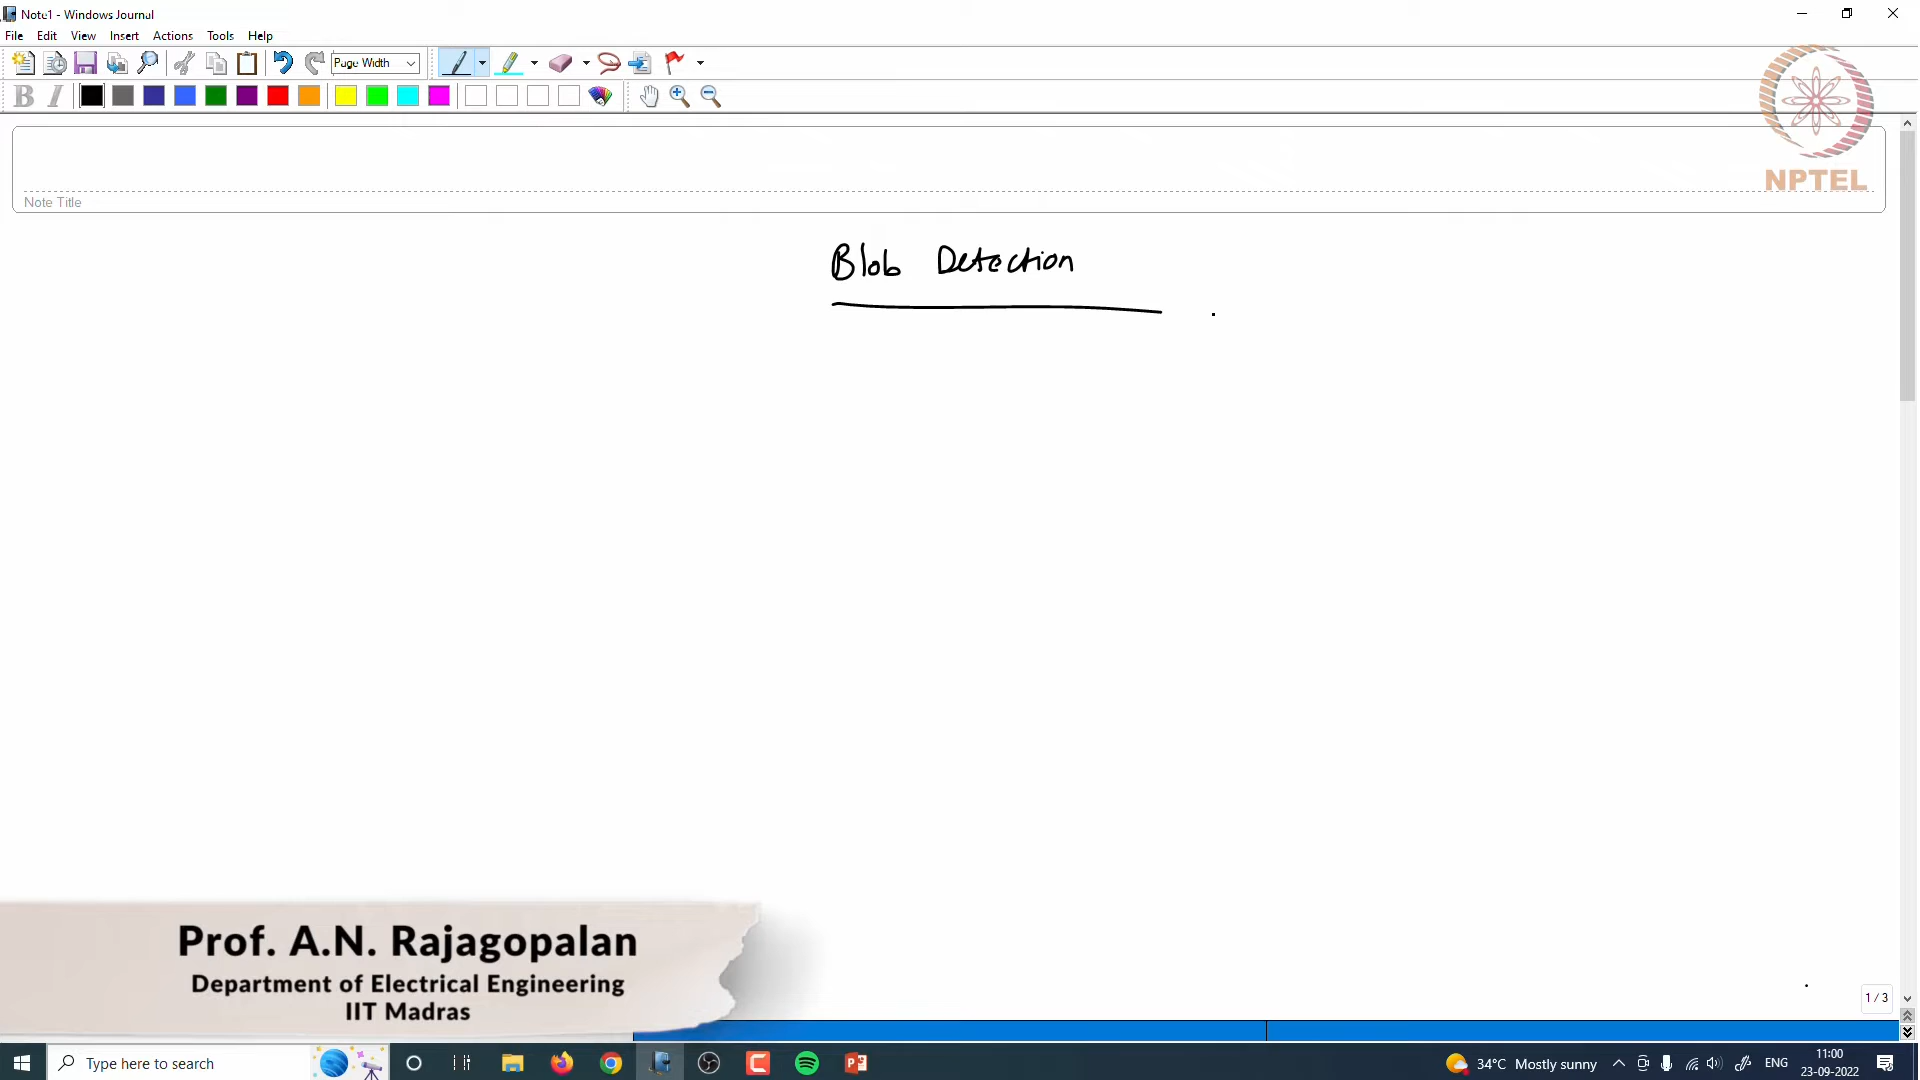 Note1 - Windows Journal
File Edit View Insert Actions Tools Help
Page Width
B I
NPTEL
Note Title
Blob Detection
Prof. A.N. Rajagopalan
Department of Electrical Engineering
IIT Madras
1 / 3
Type here to search
34°C Mostly sunny
ENG
11:00
23-09-2022